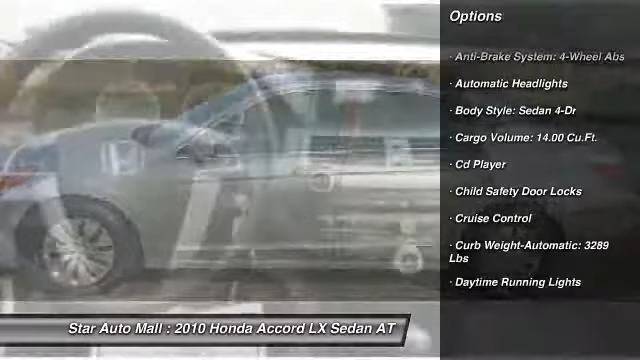 Options
· Anti-Brake System: 4-Wheel Abs
· Automatic Headlights
· Body Style: Sedan 4-Dr
· Cargo Volume: 14.00 Cu.Ft.
· Cd Player
· Child Safety Door Locks
· Cruise Control
· Curb Weight-Automatic: 3289
Lbs
· Daytime Running Lights
Star Auto Mall : 2010 Honda Accord LX Sedan AT